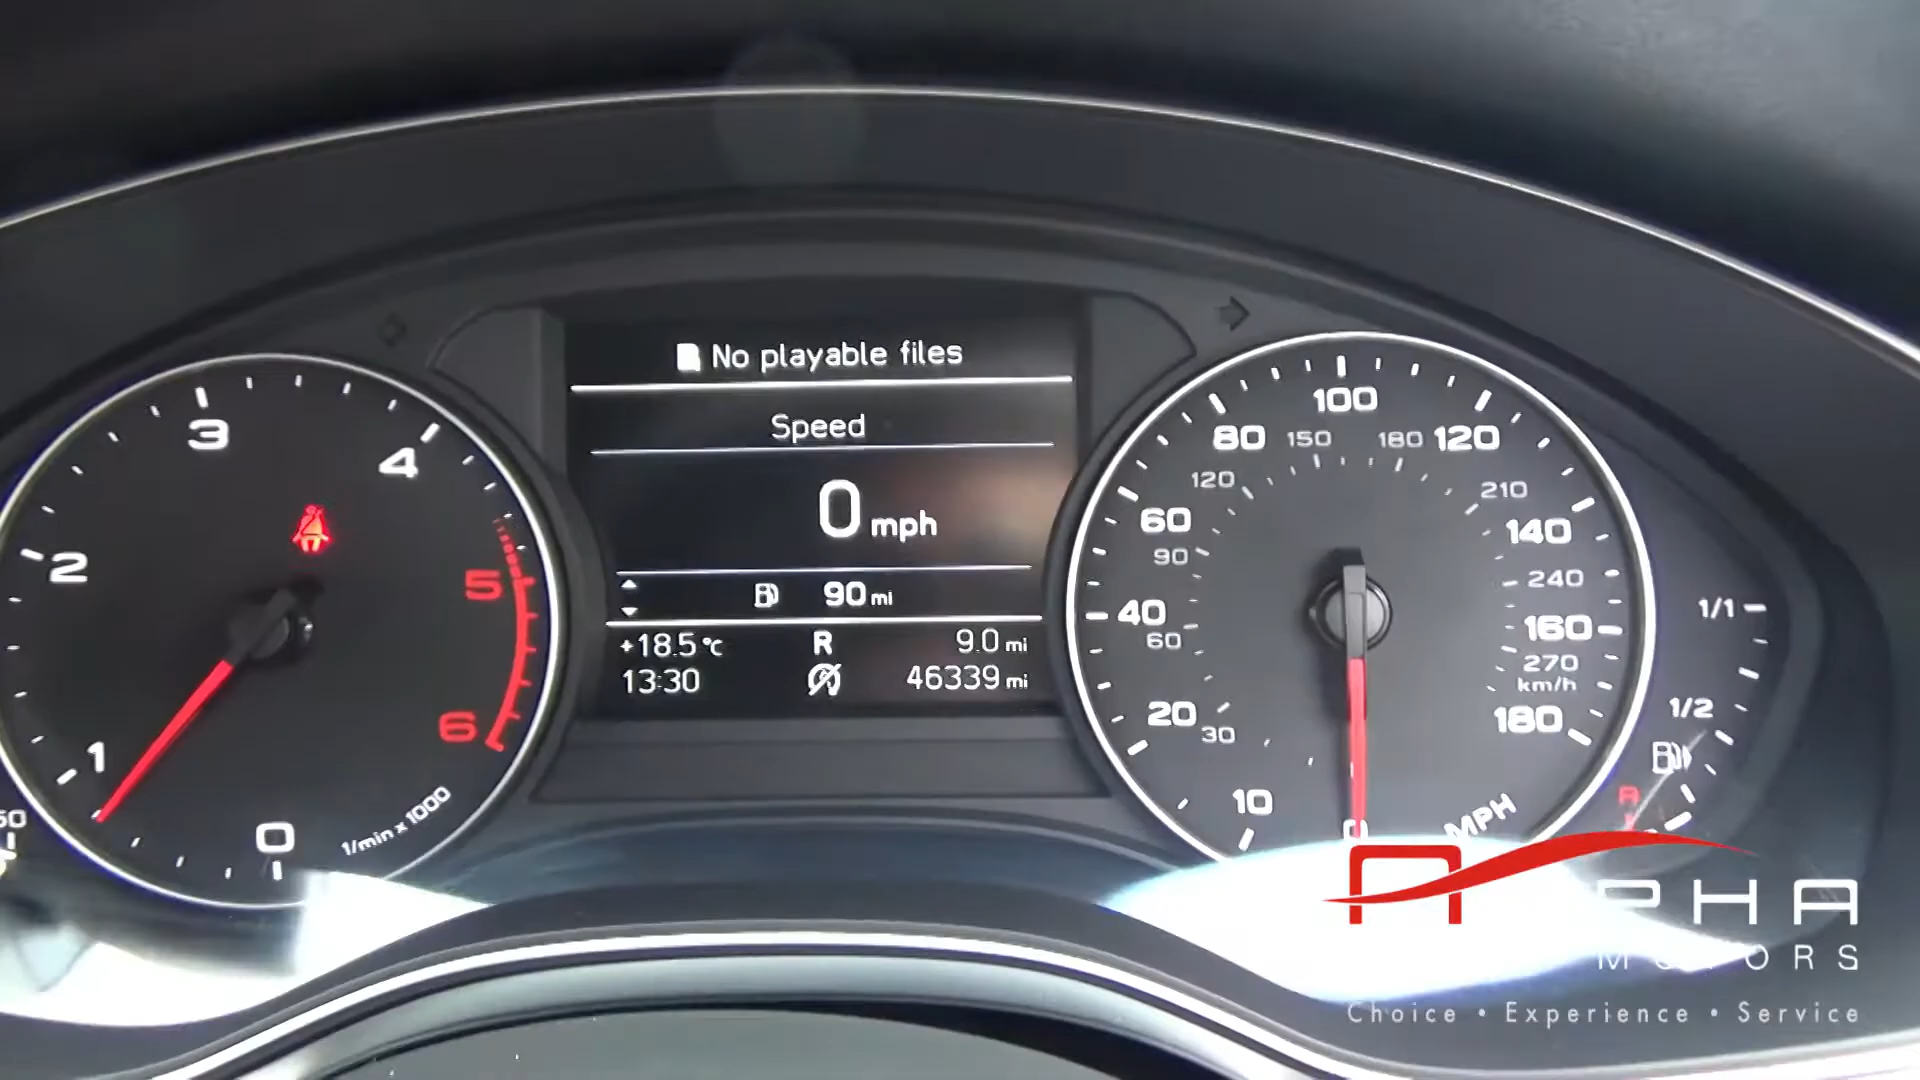 No playable files
Speed
0 mph
90 mi
+18.5 °C R 9.0 mi
13:30 46339 mi
0
1
2
3
4
5
6
1/min x 1000
0
10
20
40
60
80
100
120
140
160
180
MPH
30
60
90
120
150
180
210
240
270
km/h
1/1
1/2
R
PHA
MOTORS
Choice • Experience • Service